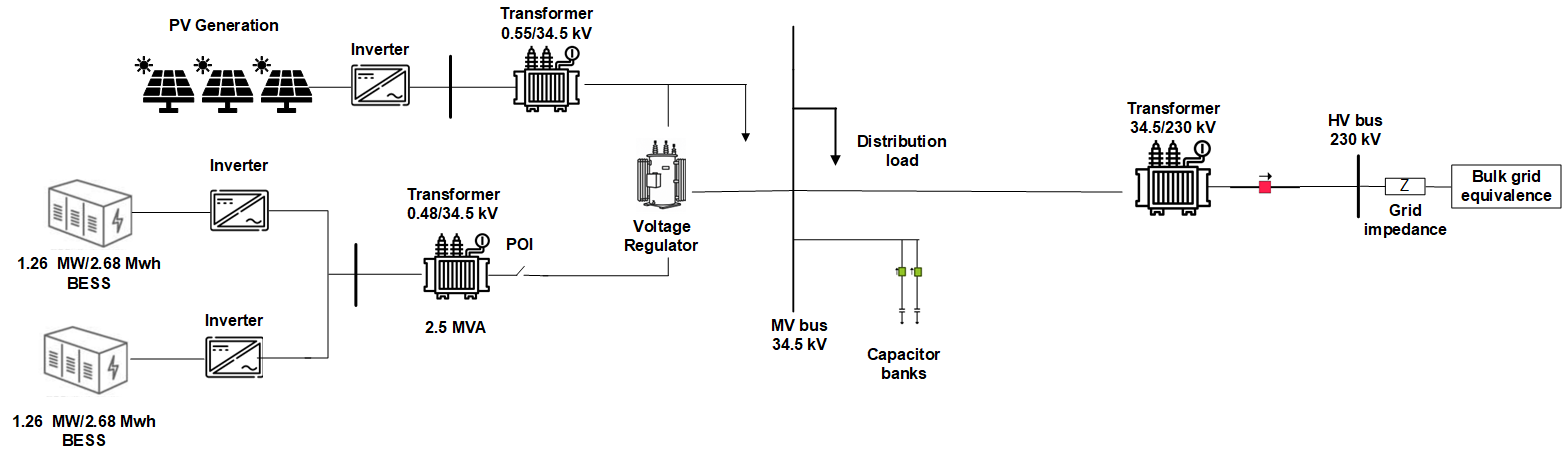 PV Generation
Inverter
Transformer
0.55/34.5 kV
Inverter
1.26 MW/2.68 Mwh
BESS
Transformer
0.48/34.5 kV
POI
2.5 MVA
Inverter
1.26 MW/2.68 Mwh
BESS
Voltage
Regulator
MV bus
34.5 kV
Distribution
load
Capacitor
banks
Transformer
34.5/230 kV
HV bus
230 kV
Z
Grid
impedance
Bulk grid
equivalence